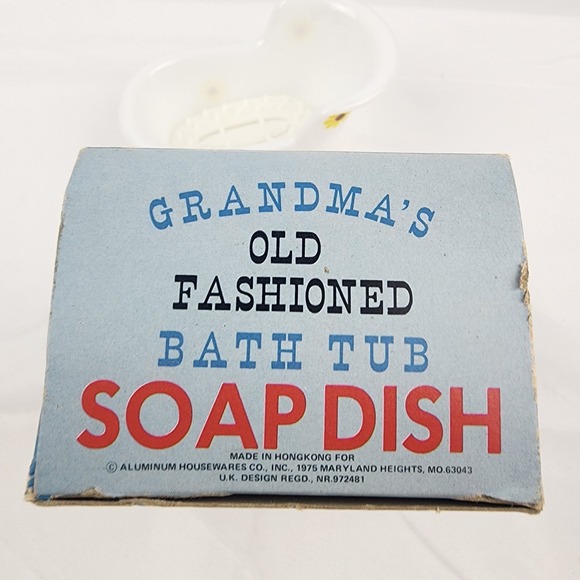 GRANDMA'S
OLD
FASHIONED
BATH TUB
SOAP DISH
MADE IN HONGKONG FOR
© ALUMINUM HOUSEWARES CO., INC., 1975 MARYLAND HEIGHTS, MO. 63043
U.K. DESIGN REGD., NR. 972481